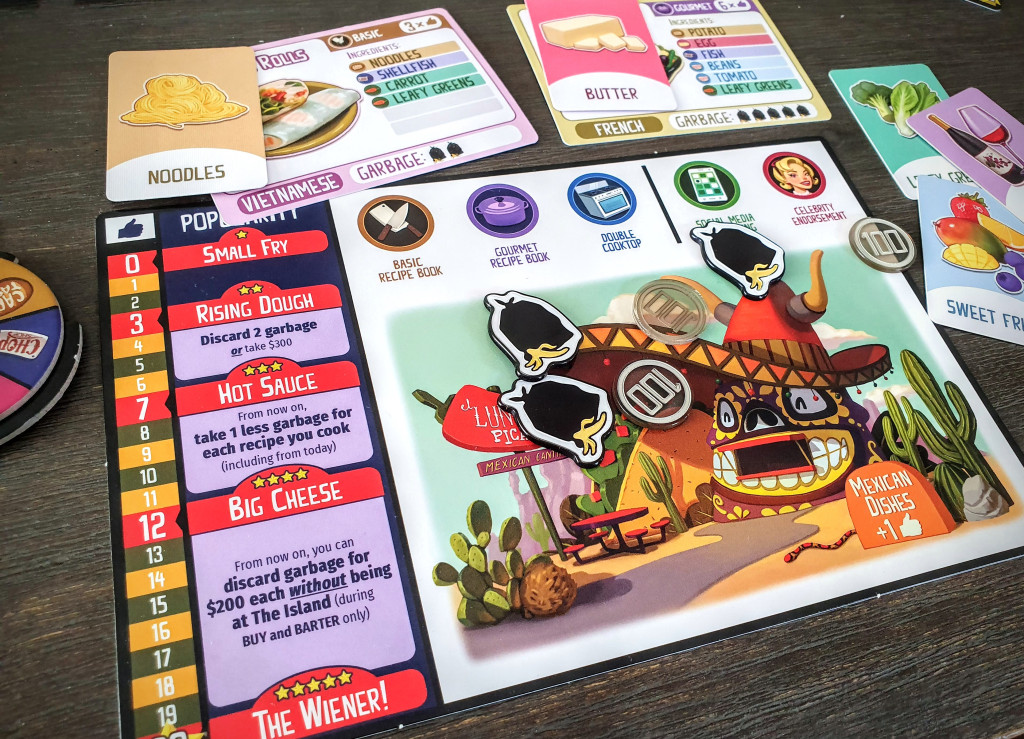 ROLLS
3×
BASIC
INGREDIENTS:
NOODLES
SHELLFISH
CARROT
LEAFY GREENS
NOODLES
VIETNAMESE
GARBAGE:
GOURMET
6×
INGREDIENTS:
POTATO
EGG
FISH
BEANS
TOMATO
LEAFY GREENS
BUTTER
FRENCH
GARBAGE:
SWEET
BASIC
RECIPE BOOK
GOURMET
RECIPE BOOK
DOUBLE
COOKTOP
SOCIAL MEDIA
CELEBRITY
ENDORSEMENT
100
100
POPULARITY
0
1
2
3
4
5
6
7
8
9
10
11
12
13
14
15
16
17
18
19
SMALL FRY
RISING DOUGH
Discard 2 garbage
or take $300
HOT SAUCE
From now on,
take 1 less garbage for
each recipe you cook
(including from today)
BIG CHEESE
From now on, you can
discard garbage for
$200 each without being
at The Island (during
BUY and BARTER only)
THE WIENER!
MEXICAN
MEXICAN
DISHES
+1